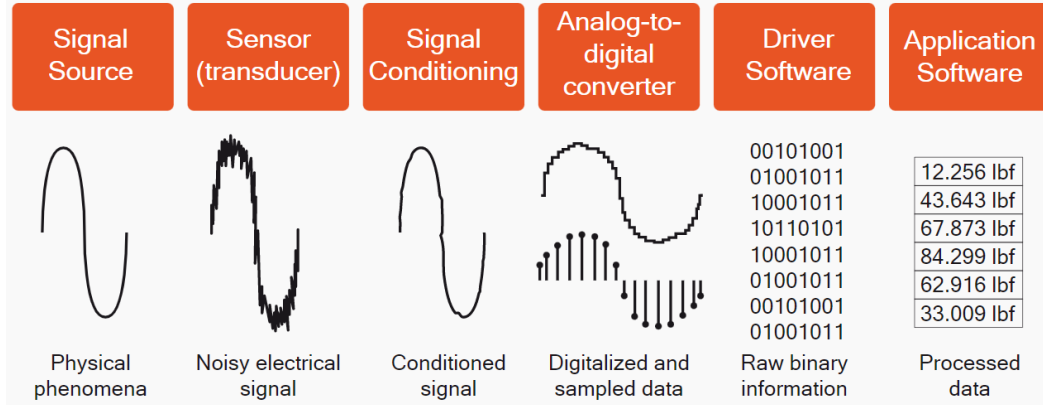 Signal
Source
Sensor
(transducer)
Signal
Conditioning
Analog-to-
digital
converter
Driver
Software
Application
Software
00101001
01001011
10001011
10110101
10001011
01001011
00101001
01001011
12.256 lbf
43.643 lbf
67.873 lbf
84.299 lbf
62.916 lbf
33.009 lbf
Physical
phenomena
Noisy electrical
signal
Conditioned
signal
Digitalized and
sampled data
Raw binary
information
Processed
data